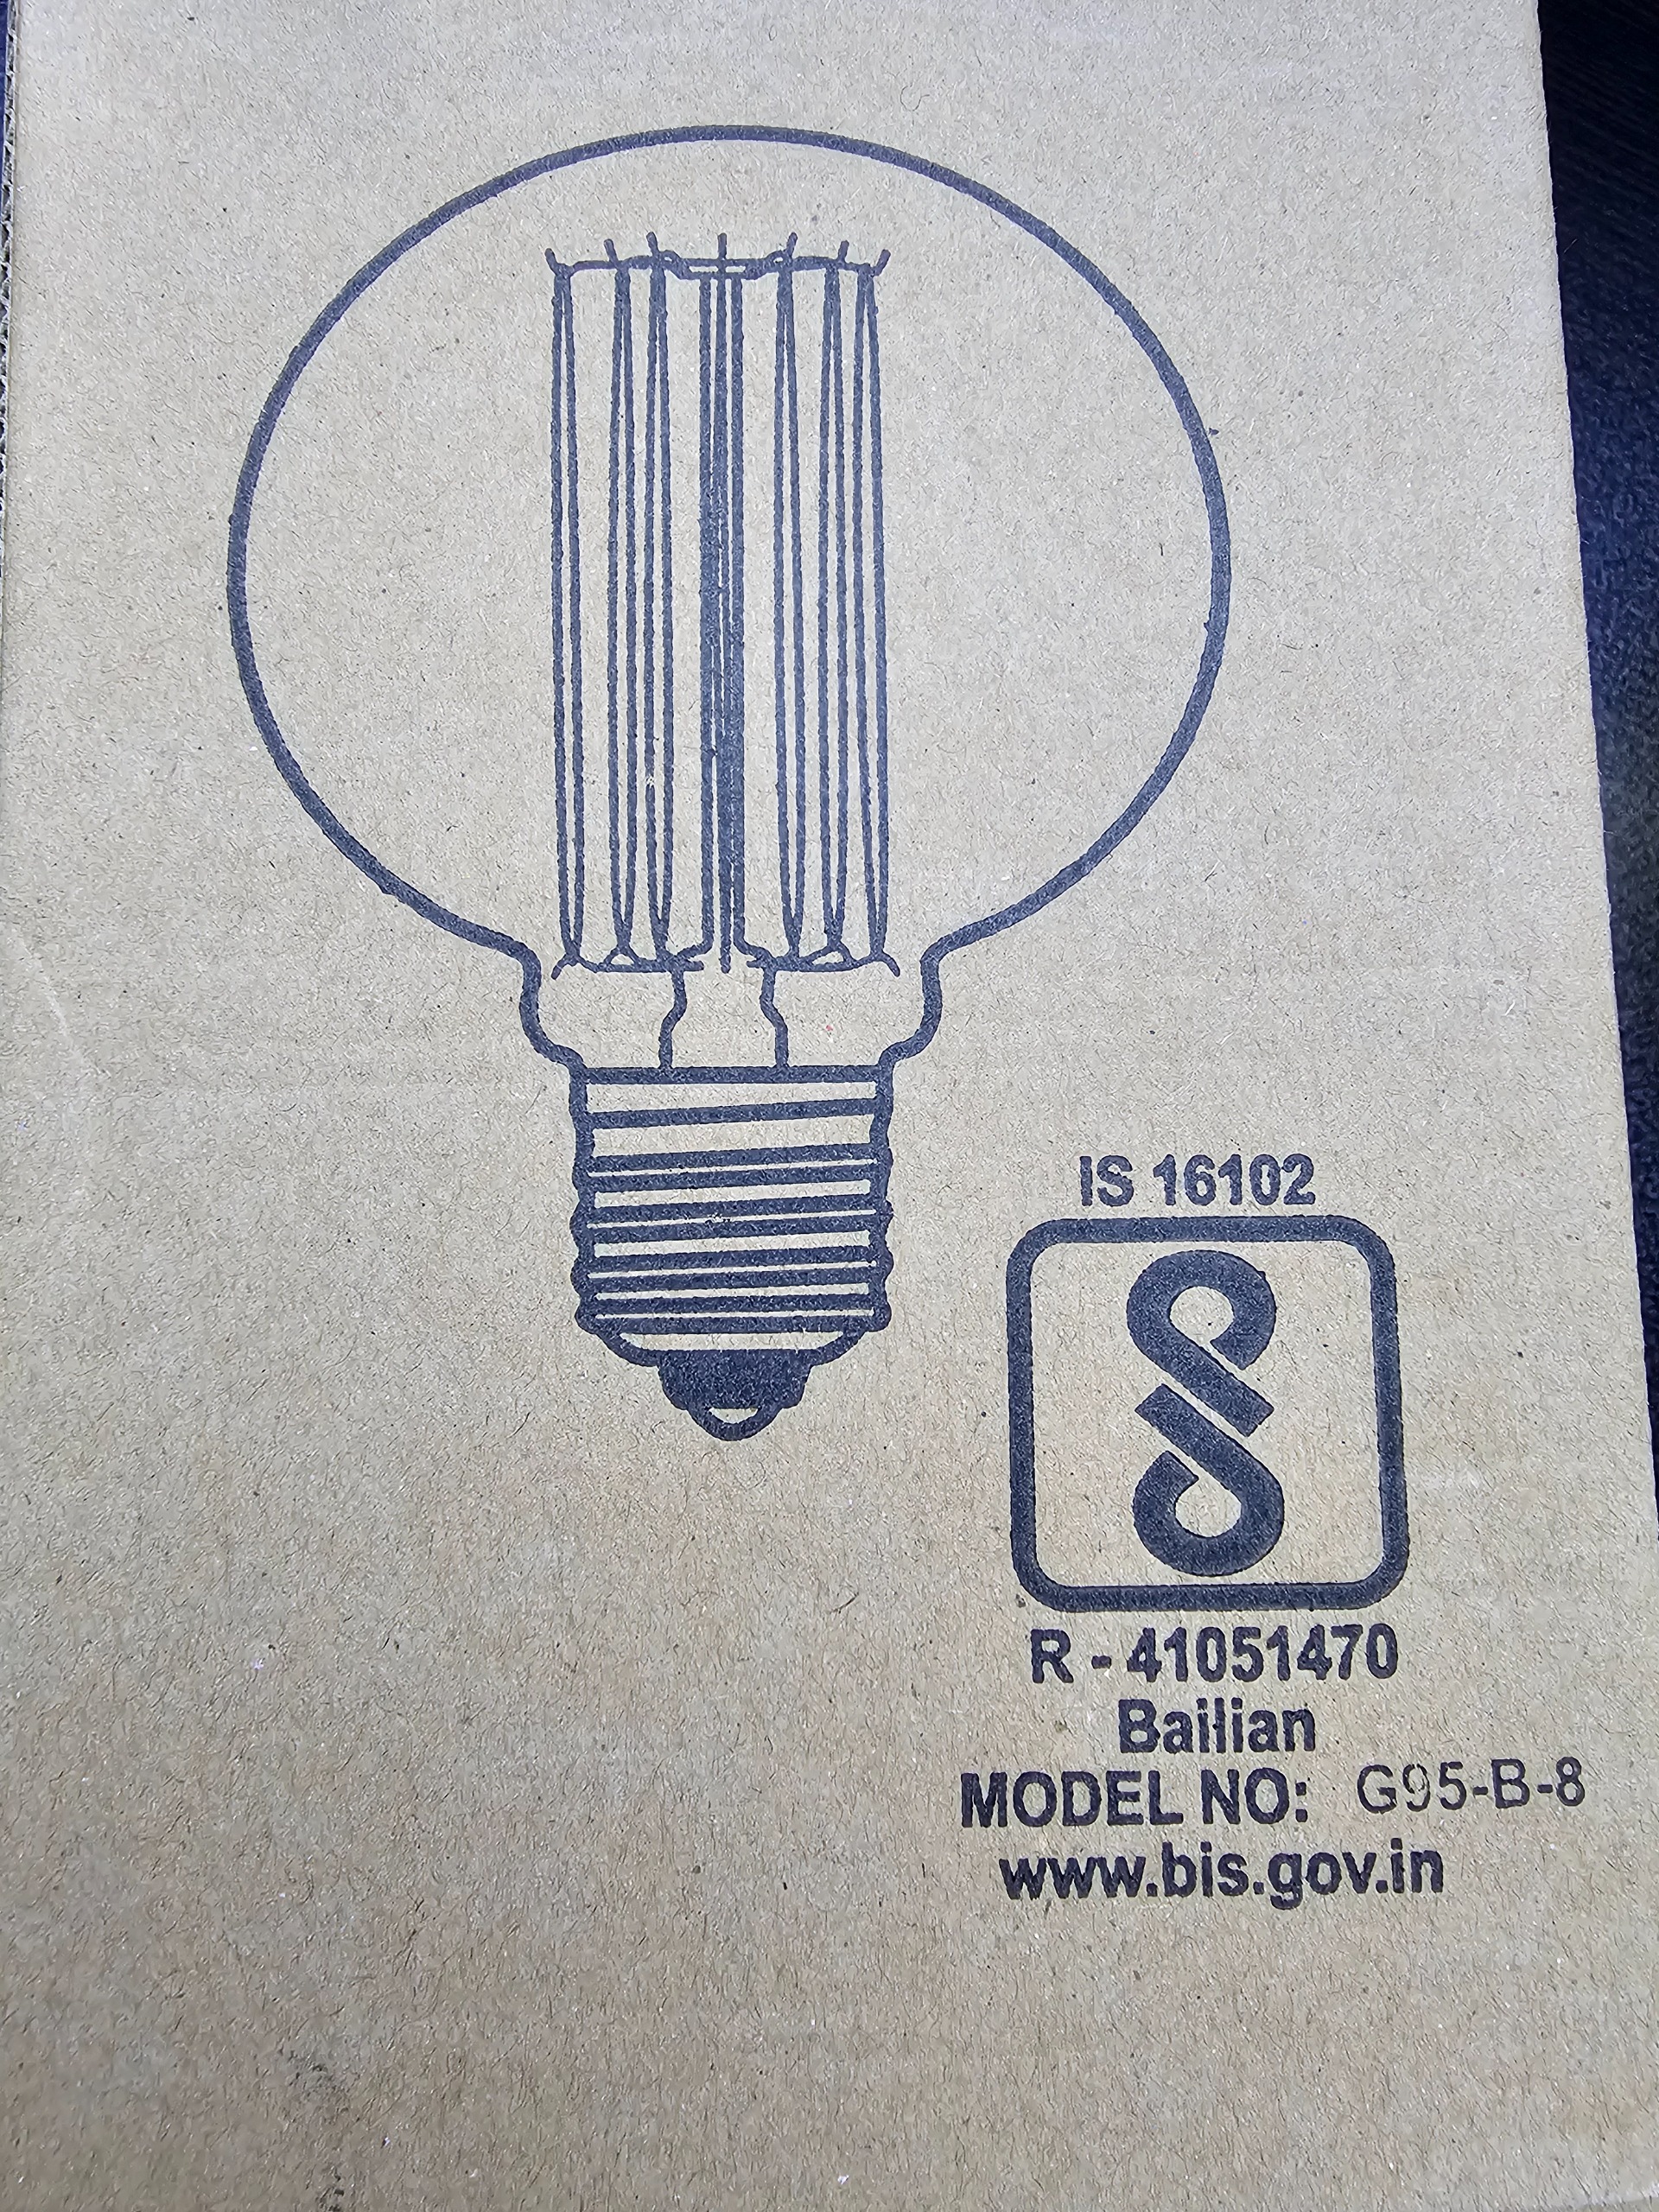 IS 16102
R - 41051470
Bailian
MODEL NO: G95-B-8
www.bis.gov.in